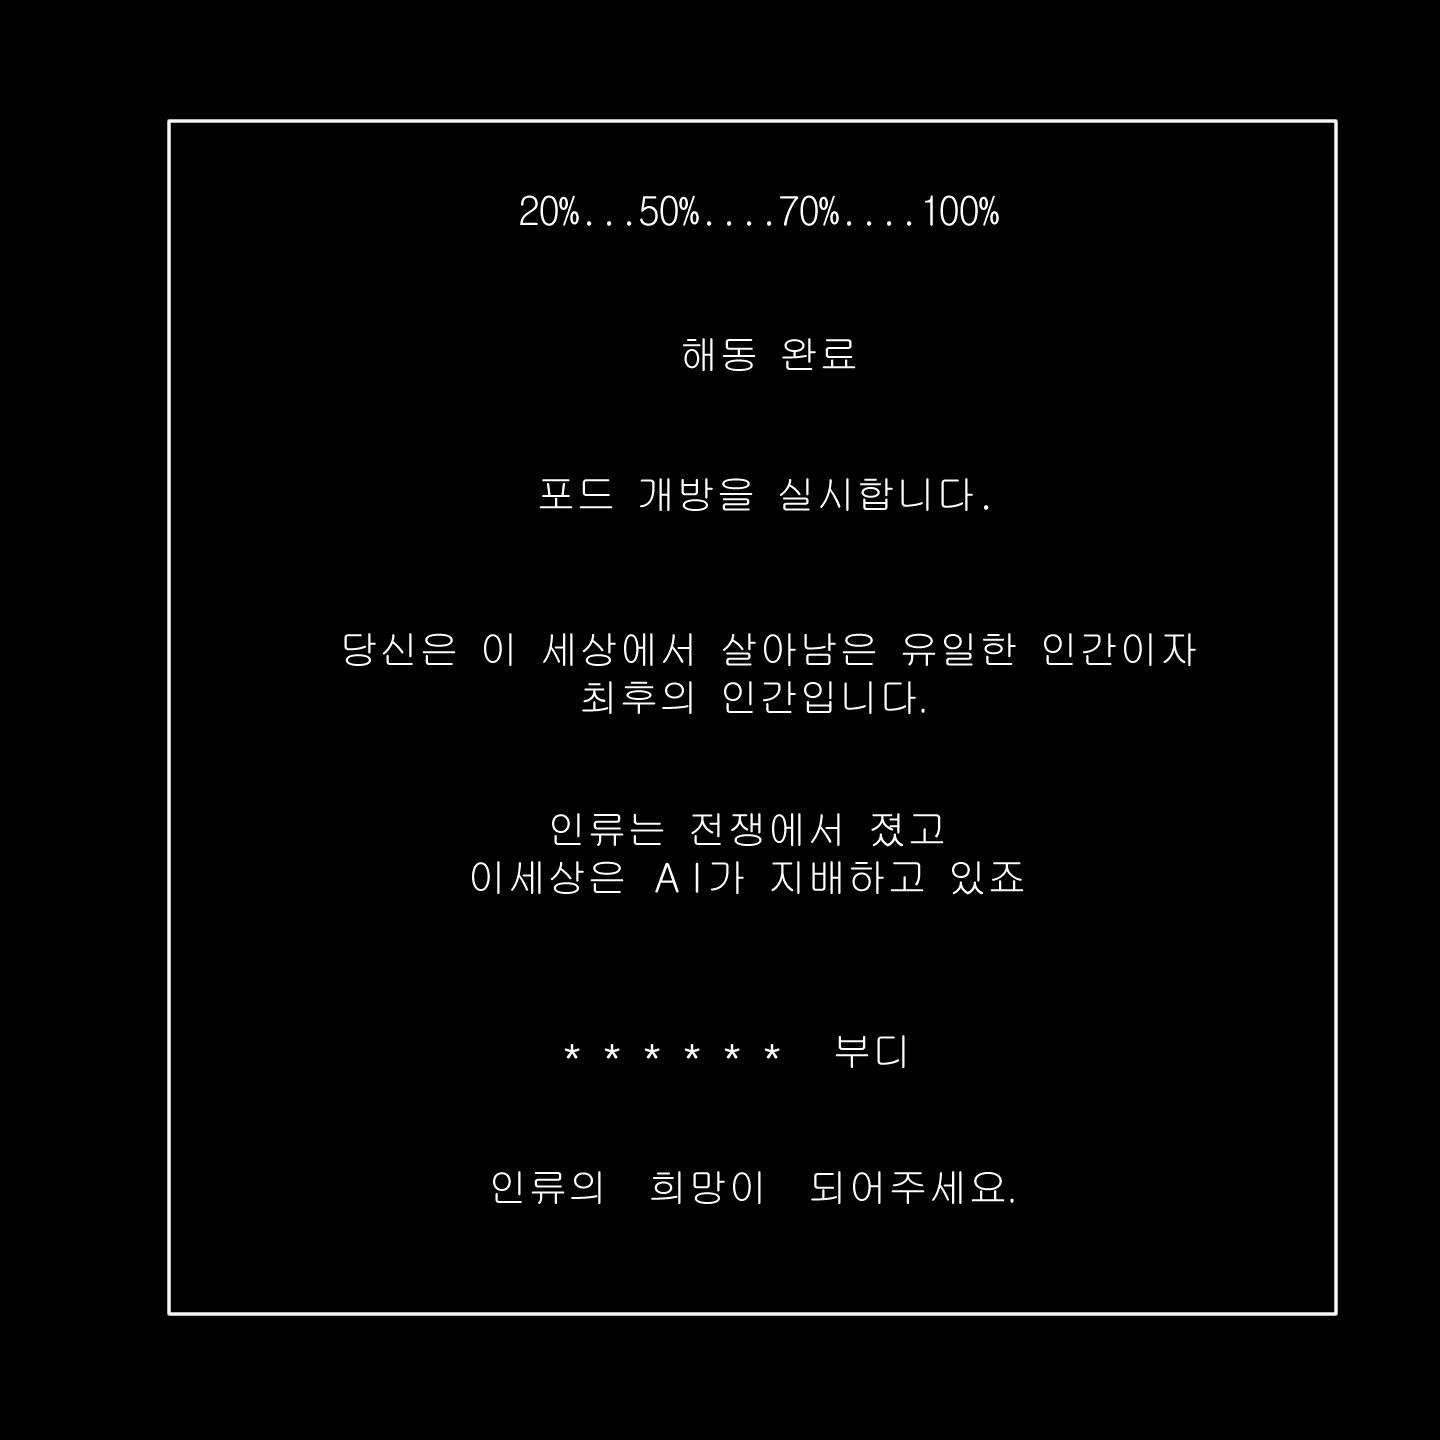 20%...50%....70%....100%
해동 완료
포드 개방을 실시합니다.
당신은 이 세상에서 살아남은 유일한 인간이자
최후의 인간입니다.
인류는 전쟁에서 졌고
이세상은 AI가 지배하고 있죠
* * * * * * 부디
인류의 희망이 되어주세요.